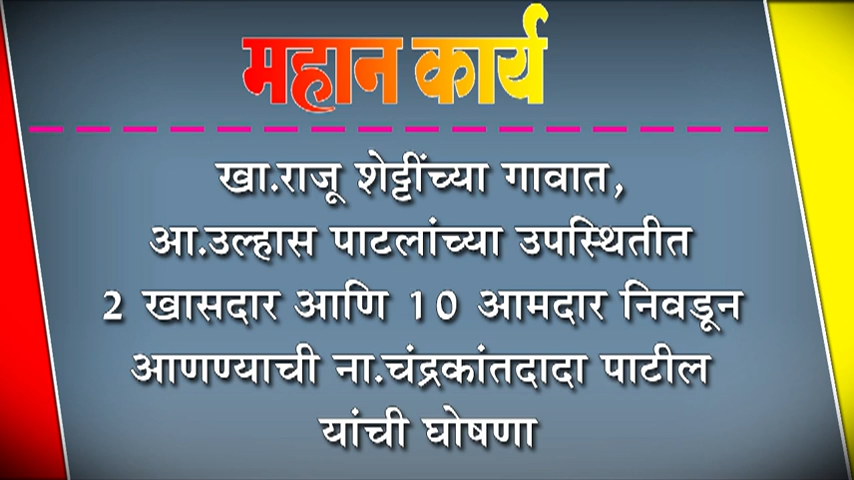 महान कार्य
खा.राजू शेट्टींच्या गावात,
आ.उल्हास पाटलांच्या उपस्थितीत
2 खासदार आणि 10 आमदार निवडून
आणण्याची ना.चंद्रकांतदादा पाटील
यांची घोषणा